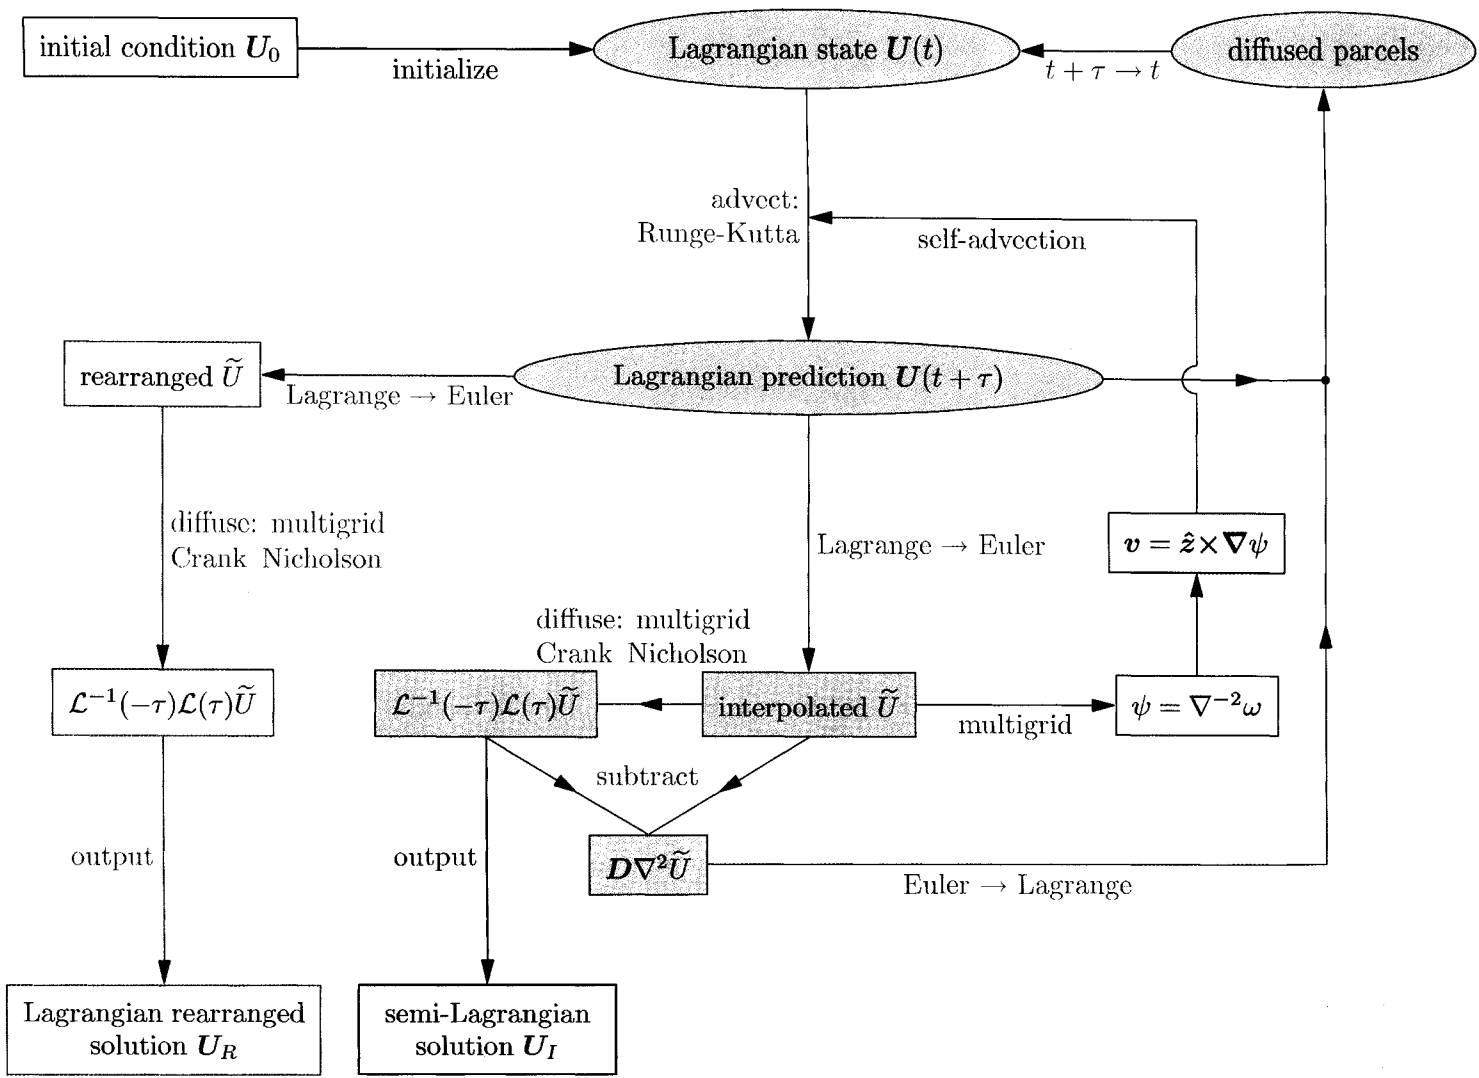 initial condition U₀
initialize
Lagrangian state U(t)
t + τ → t
diffused parcels
advect:
Runge-Kutta
self-advection
rearranged Ũ
Lagrange → Euler
Lagrangian prediction U(t + τ)
diffuse: multigrid
Crank Nicholson
Lagrange → Euler
v = ẑ×∇ψ
diffuse: multigrid
Crank Nicholson
ℒ⁻¹(−τ)ℒ(τ)Ũ
ℒ⁻¹(−τ)ℒ(τ)Ũ
interpolated Ũ
multigrid
ψ = ∇⁻²ω
subtract
output
output
D∇²Ũ
Euler → Lagrange
Lagrangian rearranged
solution U_R
semi-Lagrangian
solution U_I